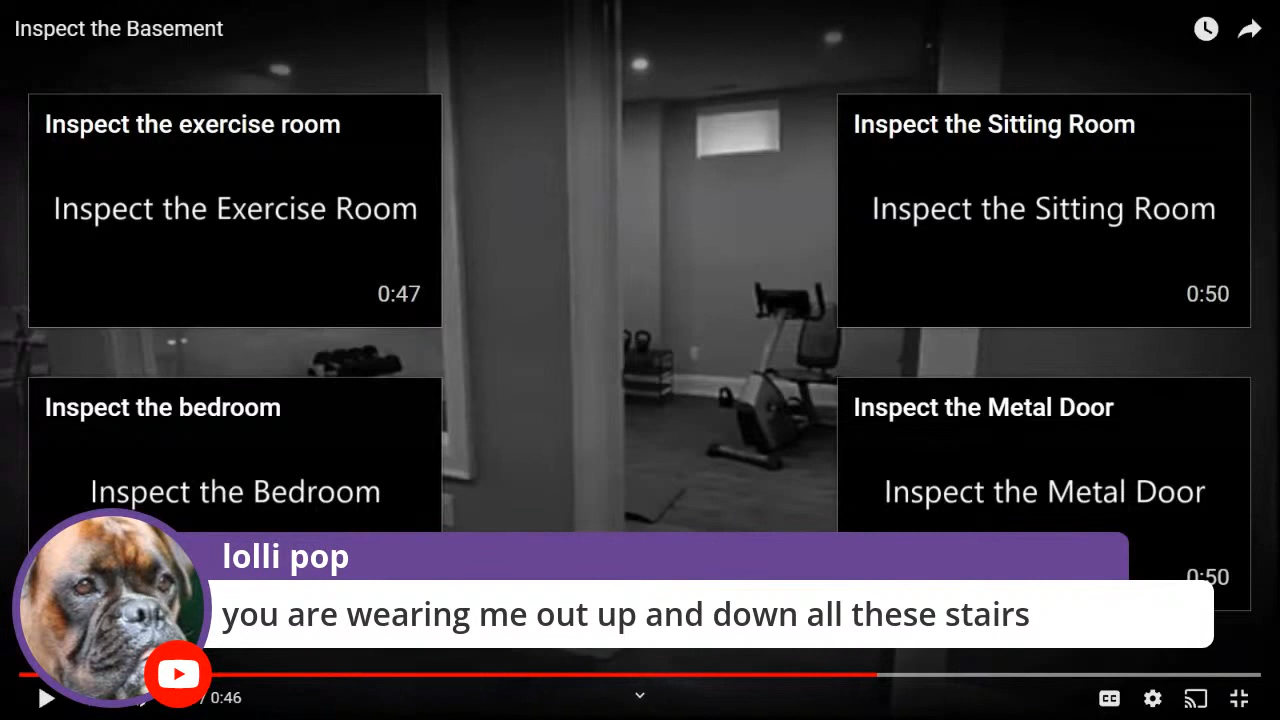 Inspect the Basement
Inspect the exercise room
Inspect the Exercise Room
0:47
Inspect the Sitting Room
Inspect the Sitting Room
0:50
Inspect the bedroom
Inspect the Bedroom
Inspect the Metal Door
Inspect the Metal Door
0:50
lolli pop
you are wearing me out up and down all these stairs
/ 0:46
CC